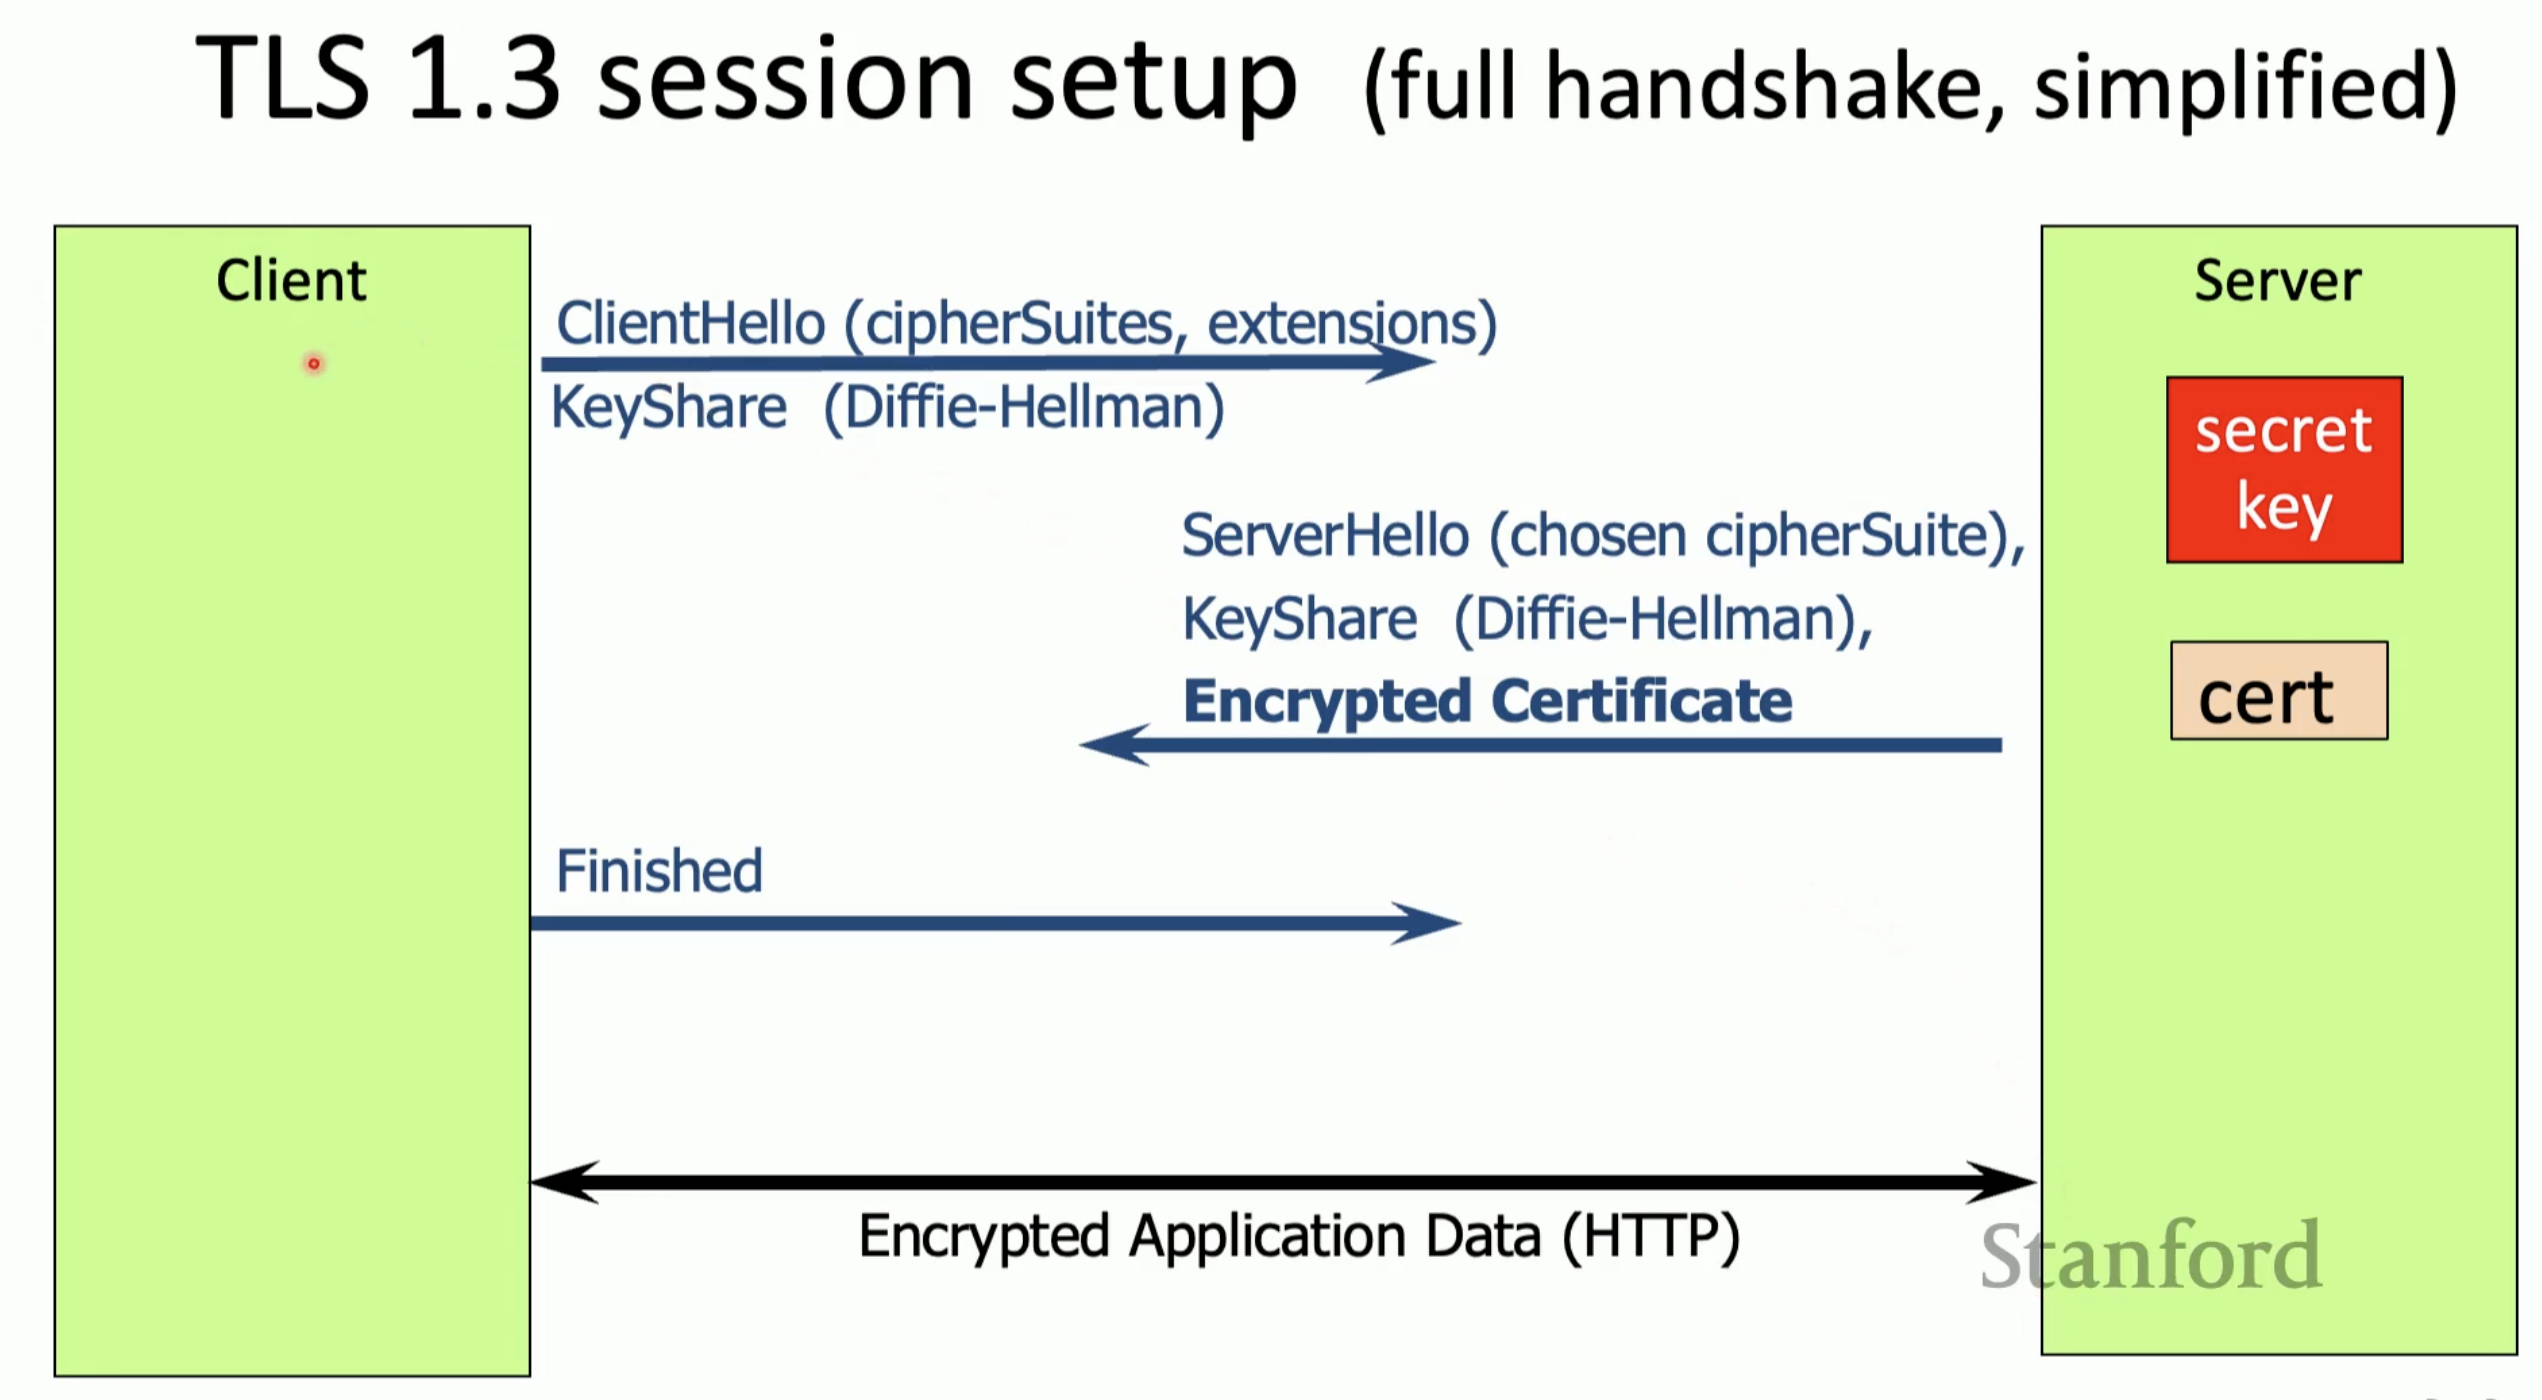 TLS 1.3 session setup (full handshake, simplified)
Client
Server
ClientHello (cipherSuites, extensions)
KeyShare (Diffie-Hellman)
secret
key
ServerHello (chosen cipherSuite),
KeyShare (Diffie-Hellman),
Encrypted Certificate
cert
Finished
Encrypted Application Data (HTTP)
Stanford